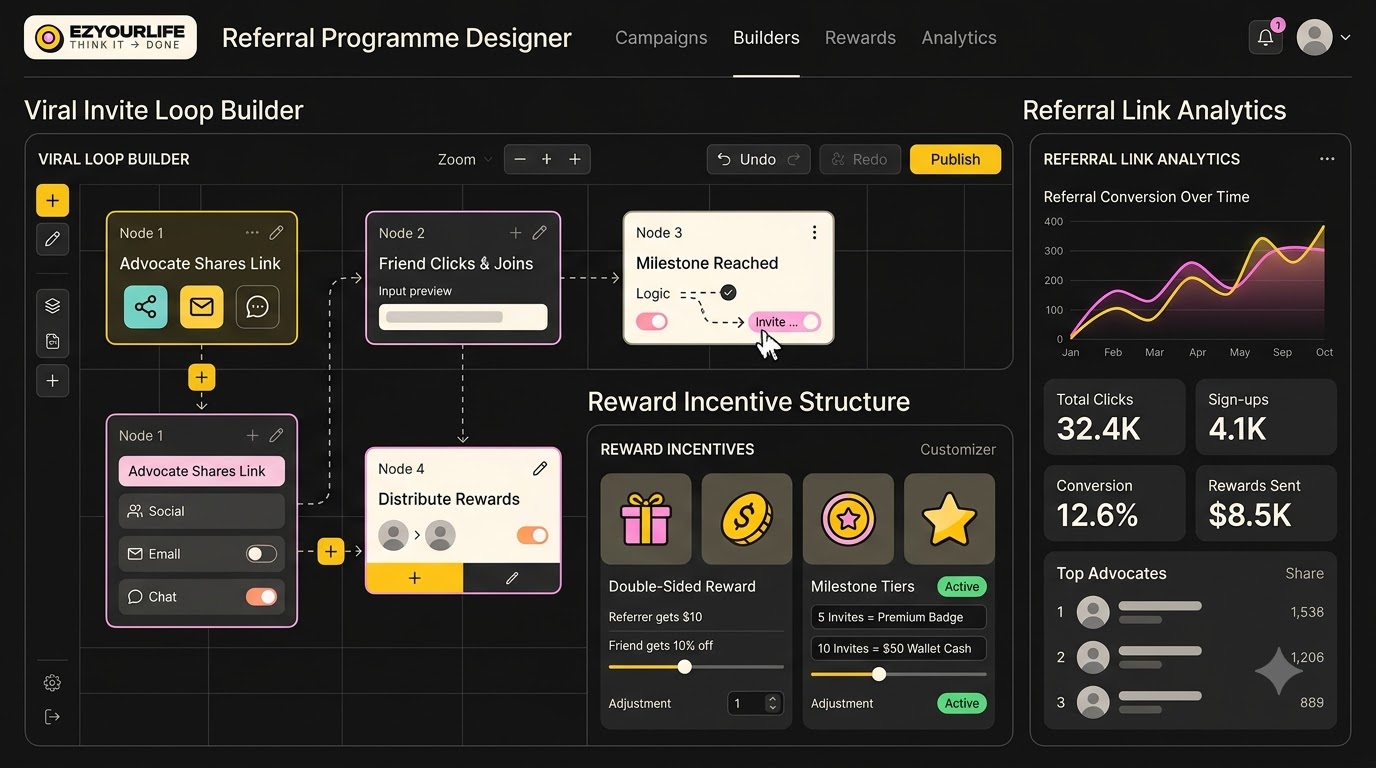 EZYOURLIFE
THINK IT → DONE
Referral Programme Designer
Campaigns
Builders
Rewards
Analytics
1
Viral Invite Loop Builder
VIRAL LOOP BUILDER
Zoom
Undo
Redo
Publish
Node 1
Advocate Shares Link
Node 2
Friend Clicks & Joins
Input preview
Node 3
Milestone Reached
Logic
Invite ...
Node 1
Advocate Shares Link
Social
Emall
Chat
Node 4
Distribute Rewards
Reward Incentive Structure
REWARD INCENTIVES
Customizer
Double-Sided Reward
Referrer gets $10
Friend gets 10% off
Adjustment
1
Milestone Tiers
Active
5 Invites = Premium Badge
10 Invites = $50 Wallet Cash
Adjustment
Active
Referral Link Analytics
REFERRAL LINK ANALYTICS
Referral Conversion Over Time
400
300
200
100
0
Jan Feb Mar Apr May Sep Oct
Total Clicks
32.4K
Sign-ups
4.1K
Conversion
12.6%
Rewards Sent
$8.5K
Top Advocates
Share
1 1,538
2 1,206
3 889